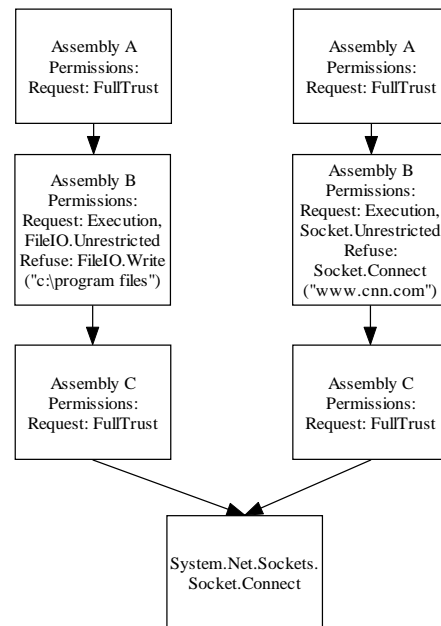 Assembly A
Permissions:
Request: FullTrust
Assembly A
Permissions:
Request: FullTrust
Assembly B
Permissions:
Request: Execution,
FileIO.Unrestricted
Refuse: FileIO.Write
("c:\program files")
Assembly B
Permissions:
Request: Execution,
Socket.Unrestricted
Refuse:
Socket.Connect
("www.cnn.com")
Assembly C
Permissions:
Request: FullTrust
Assembly C
Permissions:
Request: FullTrust
System.Net.Sockets.
Socket.Connect